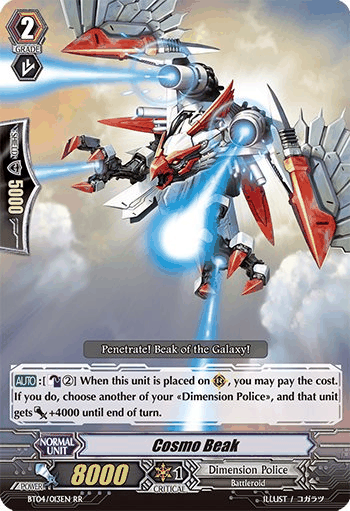 2
GRADE
5000
SHIELD
Penetrate! Beak of the Galaxy!
AUTO:[②] When this unit is placed on R, you may pay the cost.
If you do, choose another of your «Dimension Police», and that unit
gets +4000 until end of turn.
NORMAL UNIT
Cosmo Beak
POWER 8000
1 CRITICAL
Dimension Police
Battleroid
BT04/013EN RR
ILLUST / コガラツ